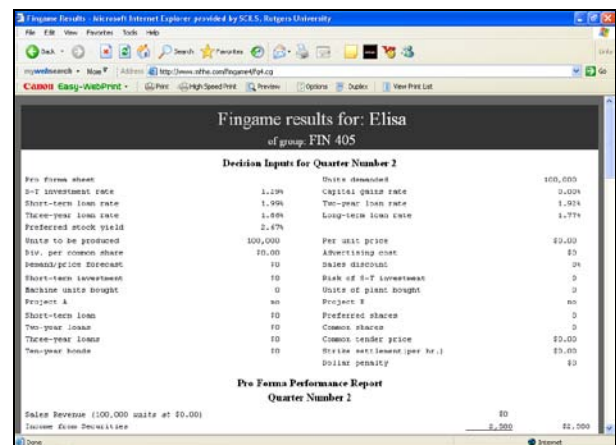 Fingame Results - Microsoft Internet Explorer provided by SCILS, Rutgers University
File Edit View Favorites Tools Help
Back Search Favorites
mywebsearch More Address http://www.mhhe.com/fingame4/fg4.cg Go
Canon Easy-WebPrint Print High Speed Print Preview Options Duplex View Print List
Fingame results for: Elisa
of group: FIN 405
Decision Inputs for Quarter Number 2
Pro forma sheet Units demanded 100,000
S-T investment rate 1.29% Capital gains rate 0.00%
Short-term loan rate 1.99% Two-year loan rate 1.92%
Three-year loan rate 1.86% Long-term loan rate 1.77%
Preferred stock yield 2.67%
Units to be produced 100,000 Per unit price $0.00
Div. per common share $0.00 Advertising cost $0
Demand/price forecast $0 Sales discount 0%
Short-term investment $0 Risk of S-T investment 0
Machine units bought 0 Units of plant bought 0
Project A no Project B no
Short-term loan $0 Preferred shares 0
Two-year loans $0 Common shares 0
Three-year loans $0 Common tender price $0.00
Ten-year bonds $0 Strike settlement(per hr.) $0.00
Dollar penalty $0
Pro Forma Performance Report
Quarter Number 2
Sales Revenue (100,000 units at $0.00) $0
Income from Securities 2,500 $2,500
Done Internet